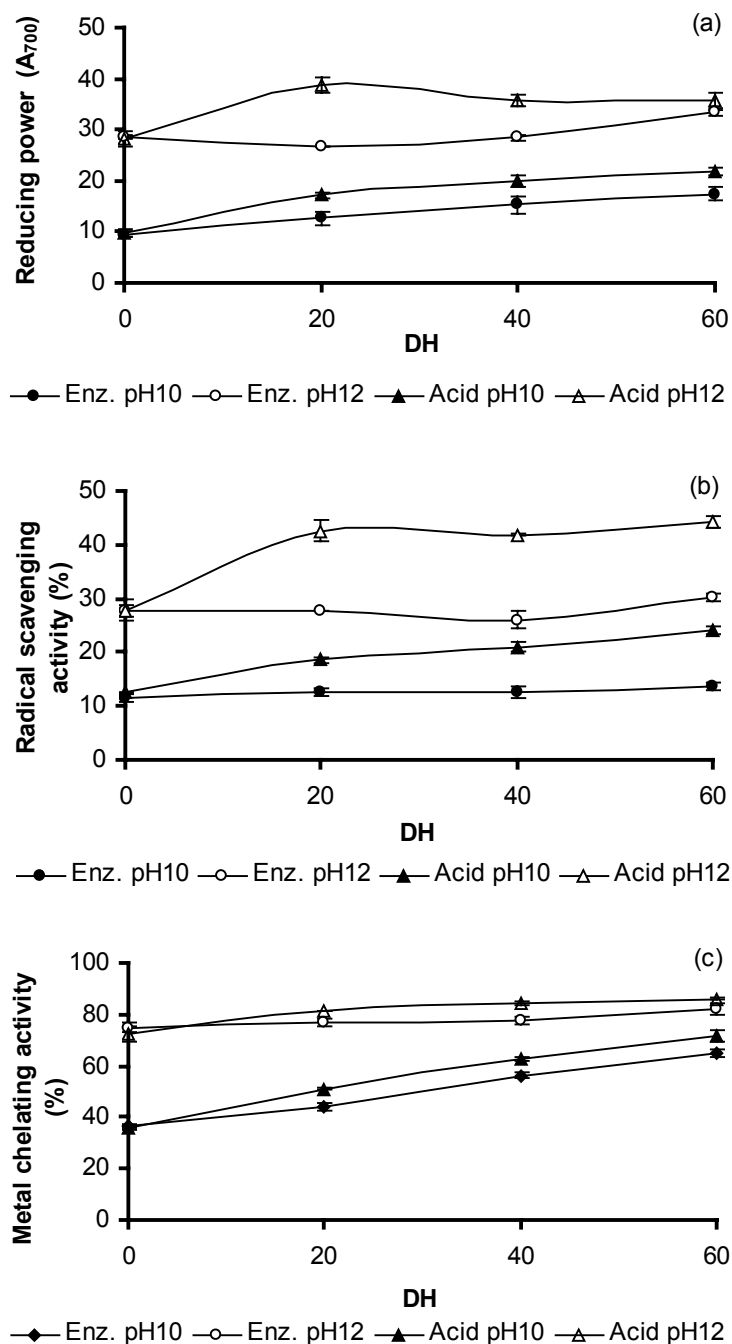 (a)
Reducing power (A₇₀₀)
50
40
30
20
10
0
0 20 40 60
DH
Enz. pH10 Enz. pH12 Acid pH10 Acid pH12
(b)
Radical scavenging
activity (%)
50
40
30
20
10
0
0 20 40 60
DH
Enz. pH10 Enz. pH12 Acid pH10 Acid pH12
(c)
Metal chelating activity
(%)
100
80
60
40
20
0
0 20 40 60
DH
Enz. pH10 Enz. pH12 Acid pH10 Acid pH12